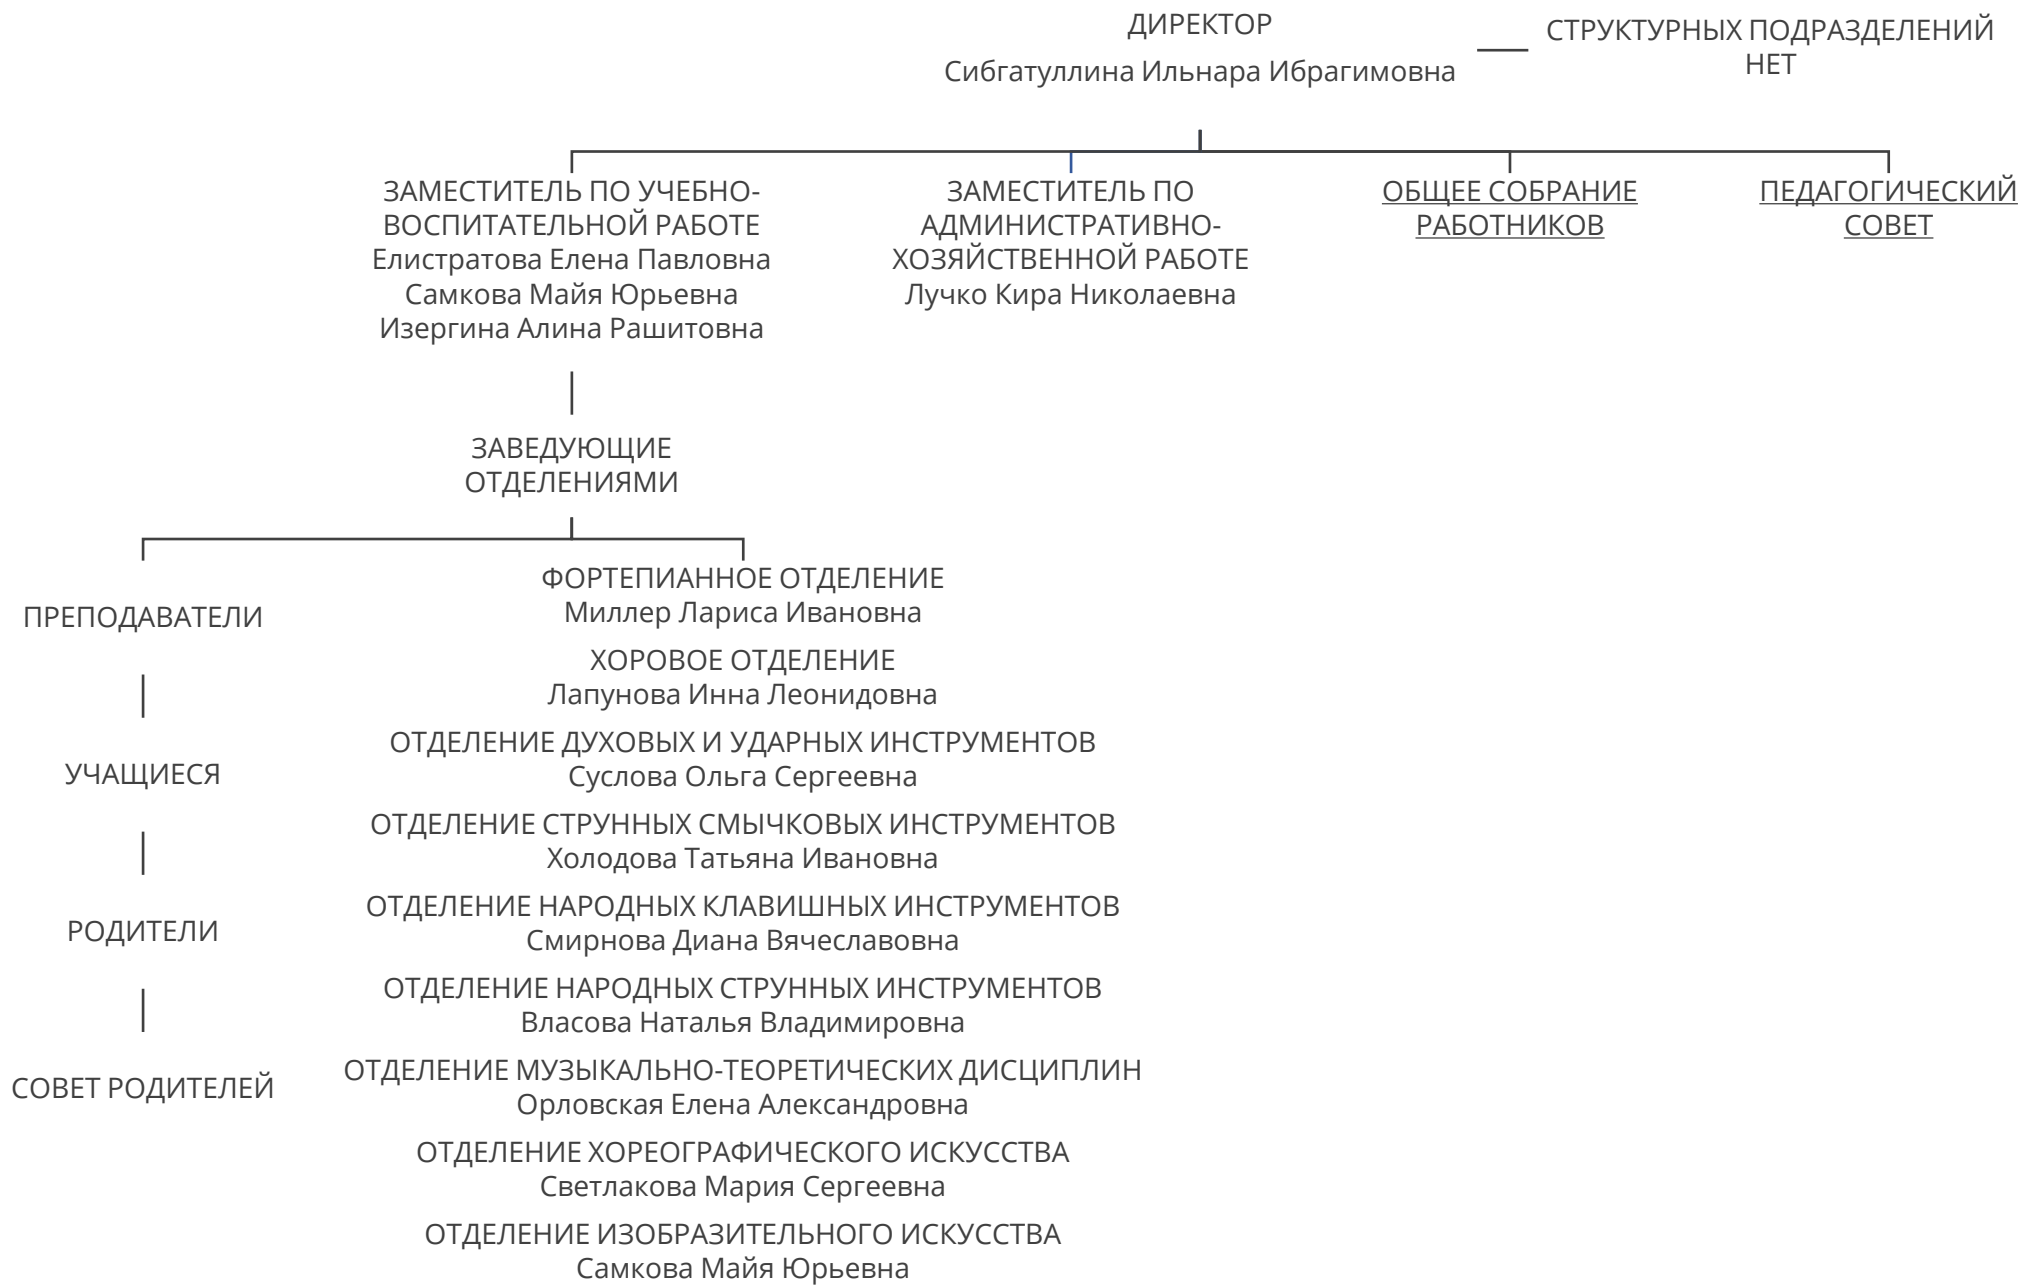 ДИРЕКТОР
Сибгатуллина Ильнара Ибрагимовна
СТРУКТУРНЫХ ПОДРАЗДЕЛЕНИЙ
НЕТ
ЗАМЕСТИТЕЛЬ ПО УЧЕБНО-
ВОСПИТАТЕЛЬНОЙ РАБОТЕ
Елистратова Елена Павловна
Самкова Майя Юрьевна
Изергина Алина Рашитовна
ЗАМЕСТИТЕЛЬ ПО
АДМИНИСТРАТИВНО-
ХОЗЯЙСТВЕННОЙ РАБОТЕ
Лучко Кира Николаевна
ОБЩЕЕ СОБРАНИЕ
РАБОТНИКОВ
ПЕДАГОГИЧЕСКИЙ
СОВЕТ
ЗАВЕДУЮЩИЕ
ОТДЕЛЕНИЯМИ
ПРЕПОДАВАТЕЛИ
УЧАЩИЕСЯ
РОДИТЕЛИ
СОВЕТ РОДИТЕЛЕЙ
ФОРТЕПИАННОЕ ОТДЕЛЕНИЕ
Миллер Лариса Ивановна
ХОРОВОЕ ОТДЕЛЕНИЕ
Лапунова Инна Леонидовна
ОТДЕЛЕНИЕ ДУХОВЫХ И УДАРНЫХ ИНСТРУМЕНТОВ
Суслова Ольга Сергеевна
ОТДЕЛЕНИЕ СТРУННЫХ СМЫЧКОВЫХ ИНСТРУМЕНТОВ
Холодова Татьяна Ивановна
ОТДЕЛЕНИЕ НАРОДНЫХ КЛАВИШНЫХ ИНСТРУМЕНТОВ
Смирнова Диана Вячеславовна
ОТДЕЛЕНИЕ НАРОДНЫХ СТРУННЫХ ИНСТРУМЕНТОВ
Власова Наталья Владимировна
ОТДЕЛЕНИЕ МУЗЫКАЛЬНО-ТЕОРЕТИЧЕСКИХ ДИСЦИПЛИН
Орловская Елена Александровна
ОТДЕЛЕНИЕ ХОРЕОГРАФИЧЕСКОГО ИСКУССТВА
Светлакова Мария Сергеевна
ОТДЕЛЕНИЕ ИЗОБРАЗИТЕЛЬНОГО ИСКУССТВА
Самкова Майя Юрьевна